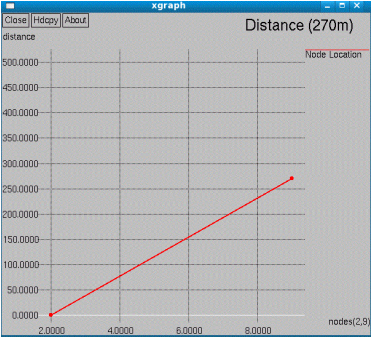 xgraph
Close Hdcpy About
Distance (270m)
distance
Node Location
500.0000
450.0000
400.0000
350.0000
300.0000
250.0000
200.0000
150.0000
100.0000
50.0000
0.0000
nodes(2,9)
2.0000 4.0000 6.0000 8.0000